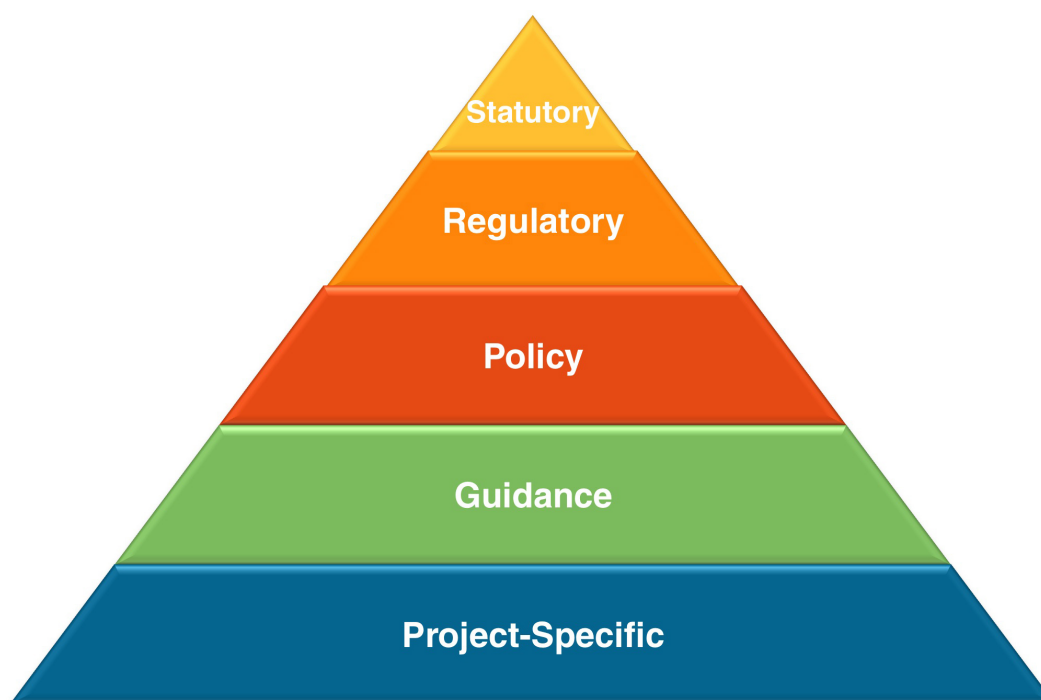 Statutory
Regulatory
Policy
Guidance
Project-Specific